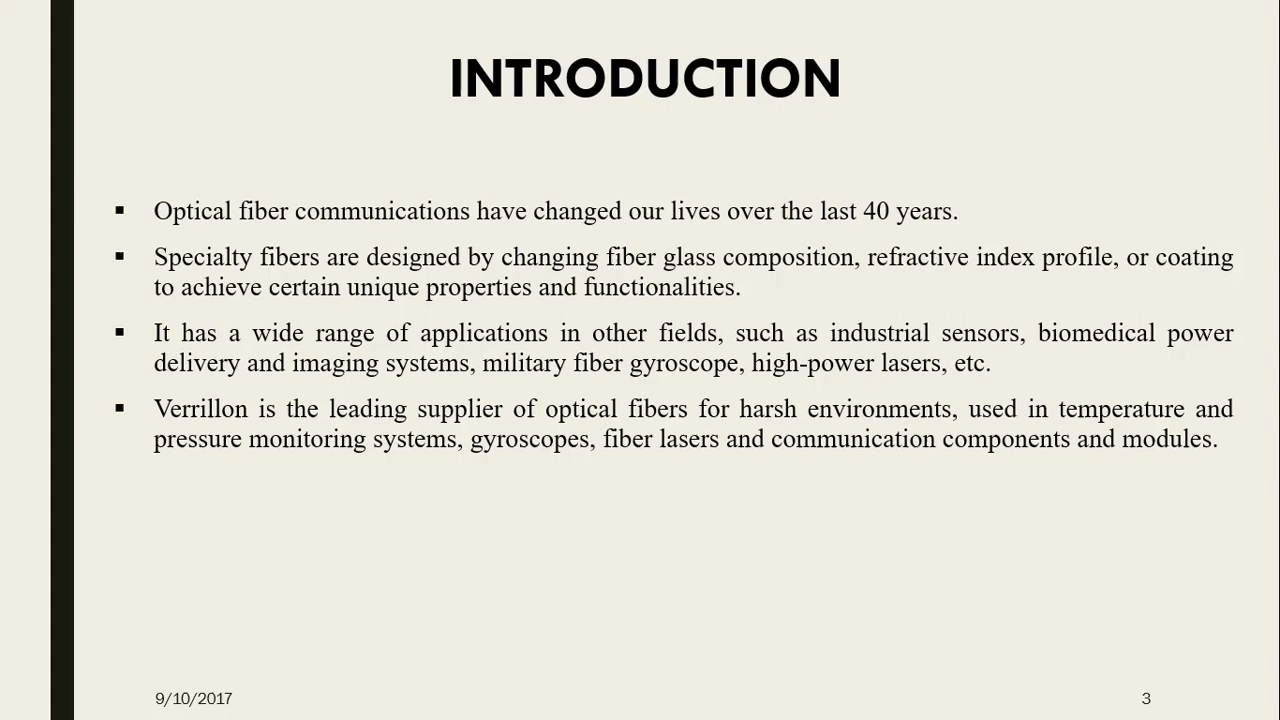 INTRODUCTION
▪ Optical fiber communications have changed our lives over the last 40 years.
▪ Specialty fibers are designed by changing fiber glass composition, refractive index profile, or coating
to achieve certain unique properties and functionalities.
▪ It has a wide range of applications in other fields, such as industrial sensors, biomedical power
delivery and imaging systems, military fiber gyroscope, high-power lasers, etc.
▪ Verrillon is the leading supplier of optical fibers for harsh environments, used in temperature and
pressure monitoring systems, gyroscopes, fiber lasers and communication components and modules.
9/10/2017
3